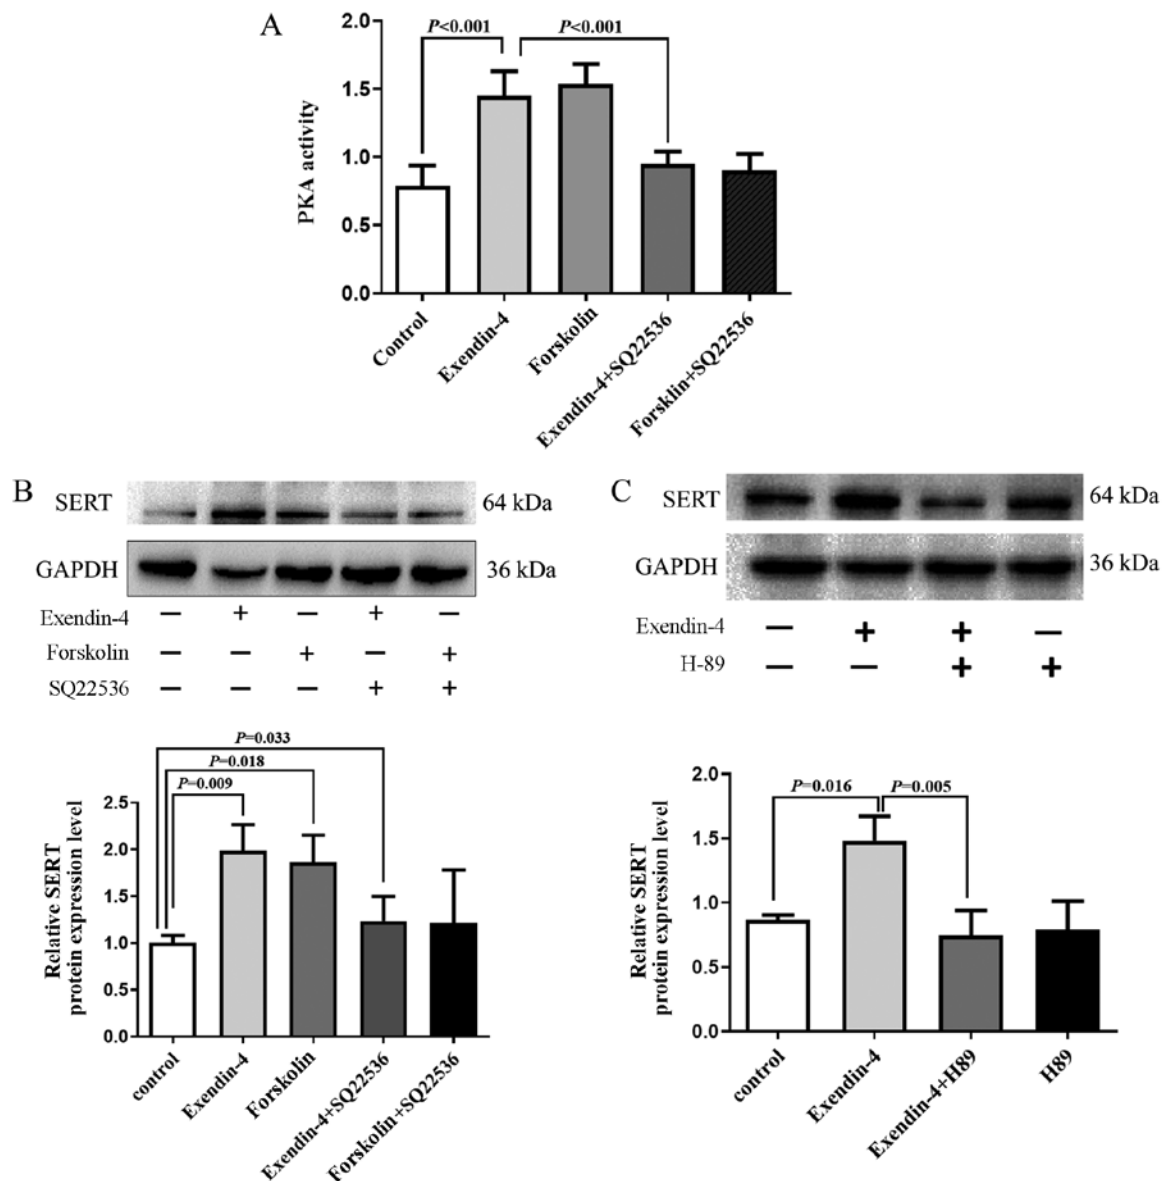 A
P<0.001
P<0.001
2.0
1.5
1.0
0.5
0.0
PKA activity
Control
Exendin-4
Forskolin
Exendin-4+SQ22536
Forsklin+SQ22536
B
SERT
64 kDa
GAPDH
36 kDa
Exendin-4 — + — + —
Forskolin — — + — +
SQ22536 — — — + +
P=0.033
P=0.018
P=0.009
2.5
2.0
1.5
1.0
0.5
0.0
Relative SERT
protein expression level
control
Exendin-4
Forskolin
Exendin-4+SQ22536
Forskolin+SQ22536
C
SERT
64 kDa
GAPDH
36 kDa
Exendin-4 — + + —
H-89 — — + +
P=0.016
P=0.005
2.0
1.5
1.0
0.5
0.0
Relative SERT
protein expression level
control
Exendin-4
Exendin-4+H89
H89